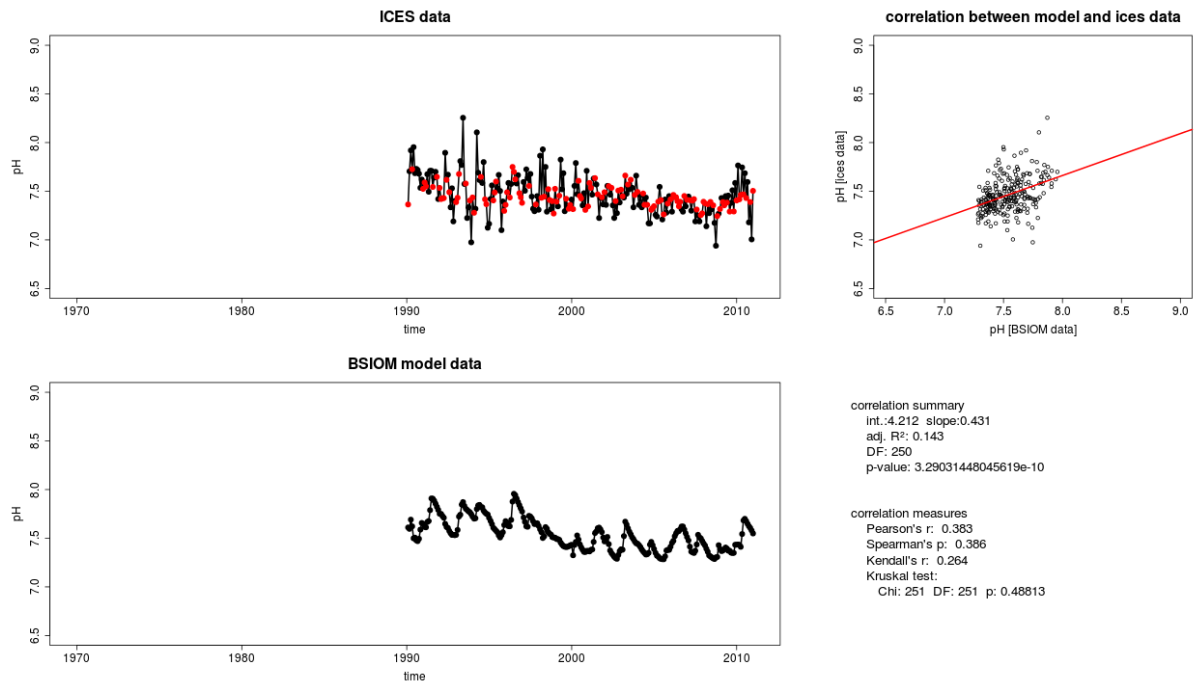 ICES data
9.0
8.5
8.0
7.5
7.0
6.5
pH
1970
1980
1990
2000
2010
time
correlation between model and ices data
9.0
8.5
8.0
7.5
7.0
6.5
pH [ices data]
6.5
7.0
7.5
8.0
8.5
9.0
pH [BSIOM data]
BSIOM model data
9.0
8.5
8.0
7.5
7.0
6.5
pH
1970
1980
1990
2000
2010
time
correlation summary
int.:4.212 slope:0.431
adj. R²: 0.143
DF: 250
p-value: 3.29031448045619e-10
correlation measures
Pearson's r: 0.383
Spearman's p: 0.386
Kendall's r: 0.264
Kruskal test:
Chi: 251 DF: 251 p: 0.48813